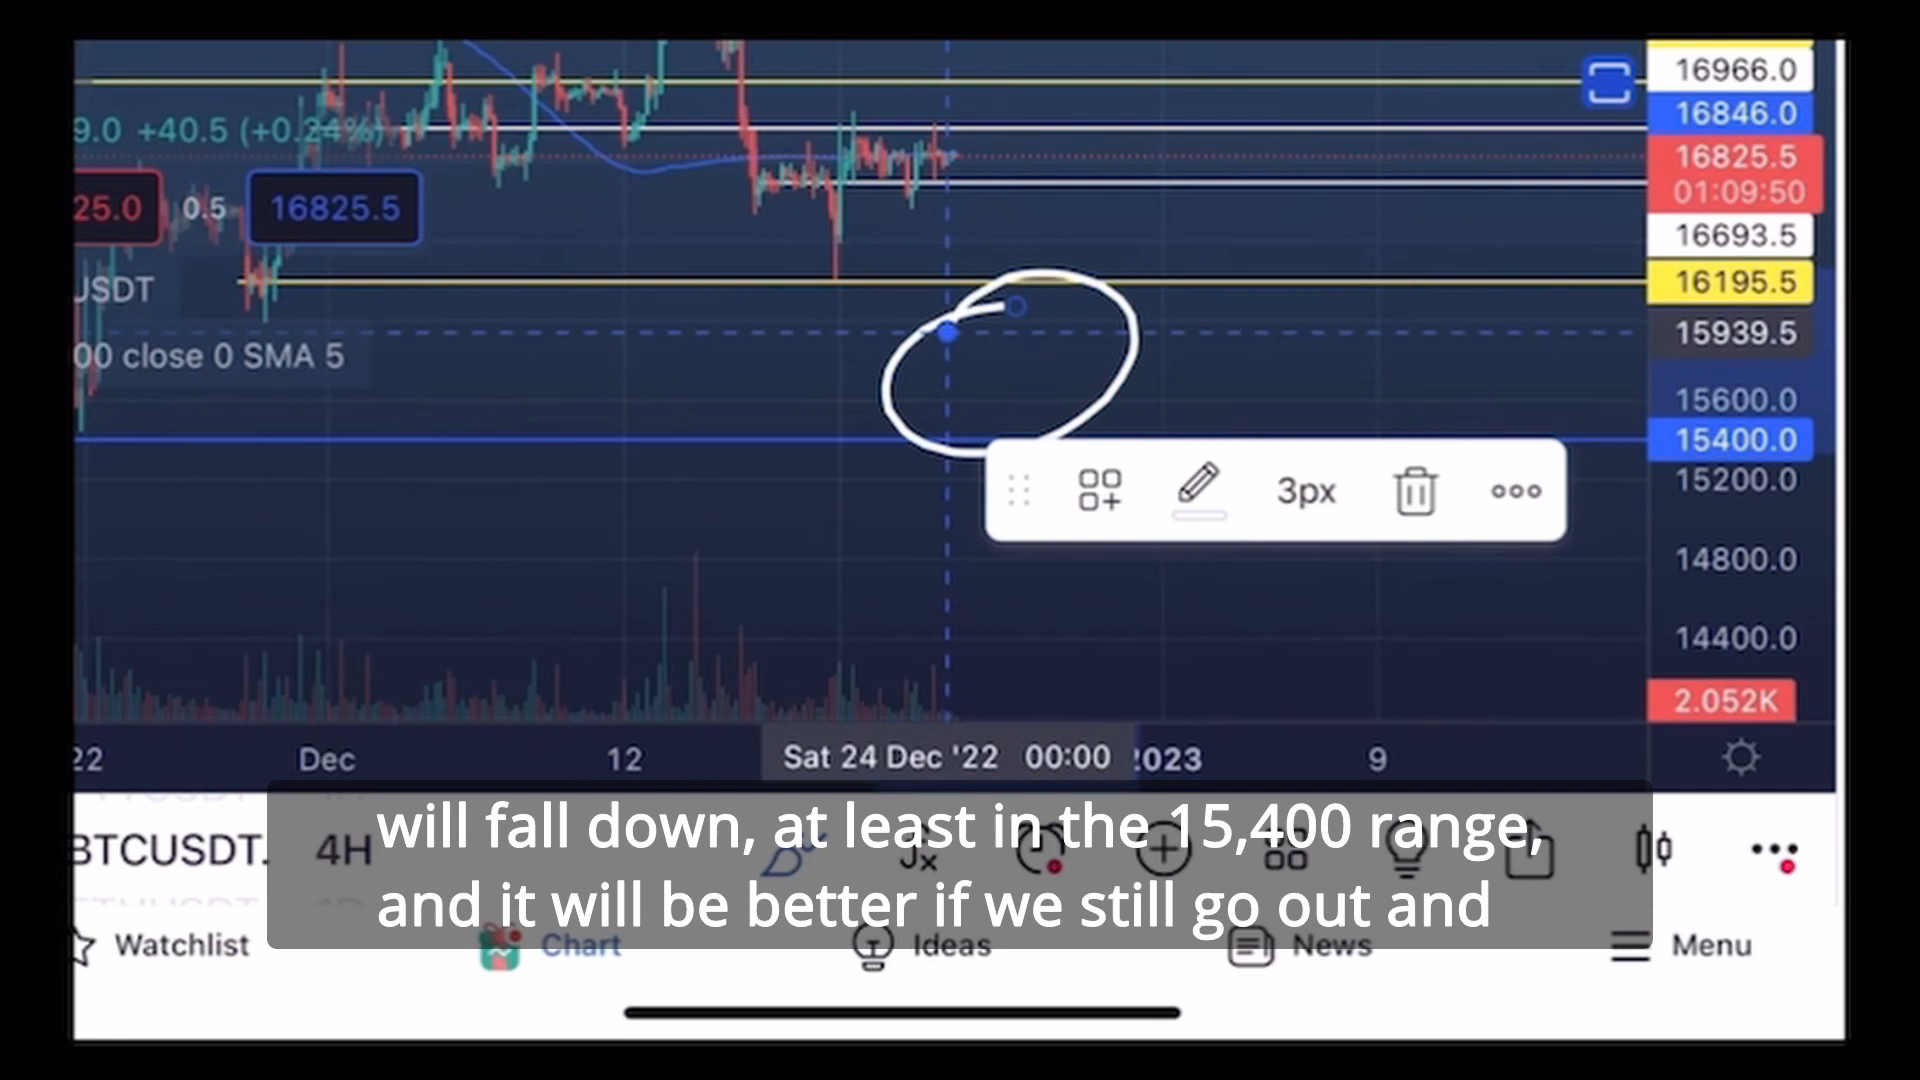 16966.0
16846.0
9.0 +40.5 (+0.24%)
16825.5
01:09:50
25.0 0.5 16825.5
16693.5
16195.5
USDT
15939.5
00 close 0 SMA 5
15600.0
15400.0
15200.0
3px
14800.0
14400.0
2.052K
22 Dec 12 Sat 24 Dec '22 00:00 2023 9
will fall down, at least in the 15,400 range,
BTCUSDT. 4H
and it will be better if we still go out and
Watchlist Chart Ideas News Menu